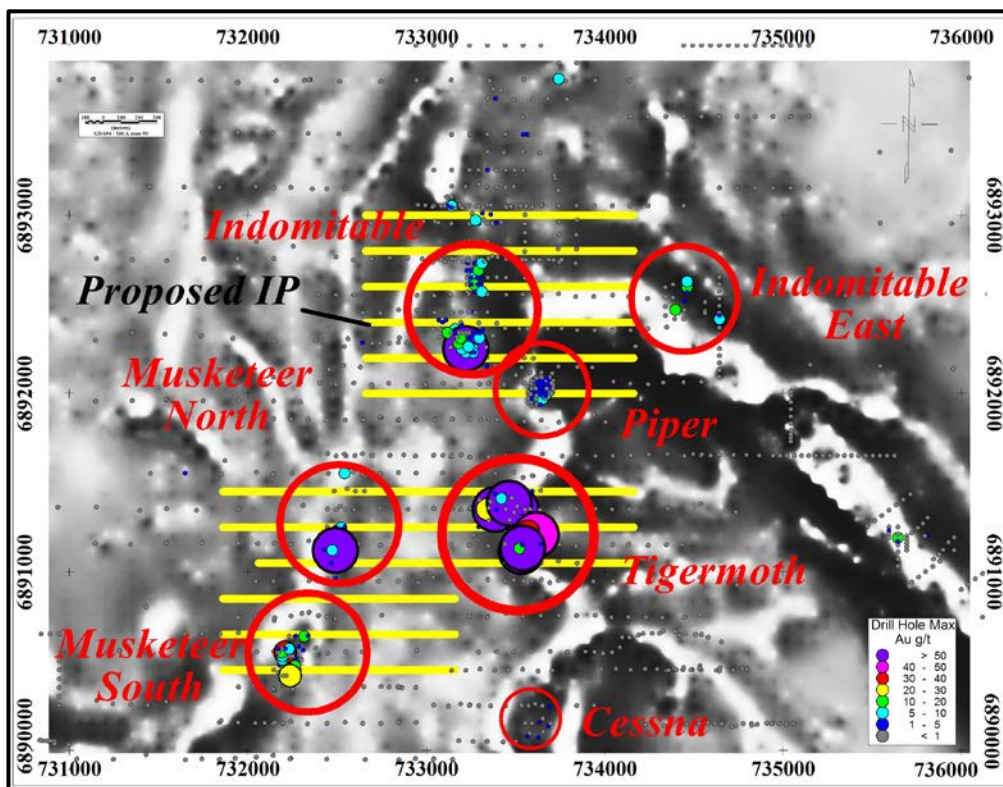 731000 732000 733000 734000 735000 736000
N
6893000
6893000
Indomitable
Proposed IP
Indomitable
East
Musketeer
North
6892000
6892000
Piper
6891000
6891000
Tigermoth
Drill Hole Max
Au g/t
> 50
40 - 50
30 - 40
20 - 30
10 - 20
5 - 10
1 - 5
< 1
Musketeer
South
Cessna
6890000
6890000
731000 732000 733000 734000 735000 736000